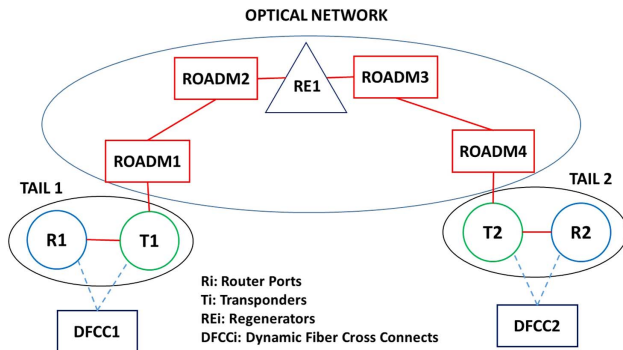 OPTICAL NETWORK
ROADM2
RE1
ROADM3
ROADM1
ROADM4
TAIL 1
TAIL 2
R1
T1
T2
R2
Ri: Router Ports
Ti: Transponders
REi: Regenerators
DFCCi: Dynamic Fiber Cross Connects
DFCC1
DFCC2